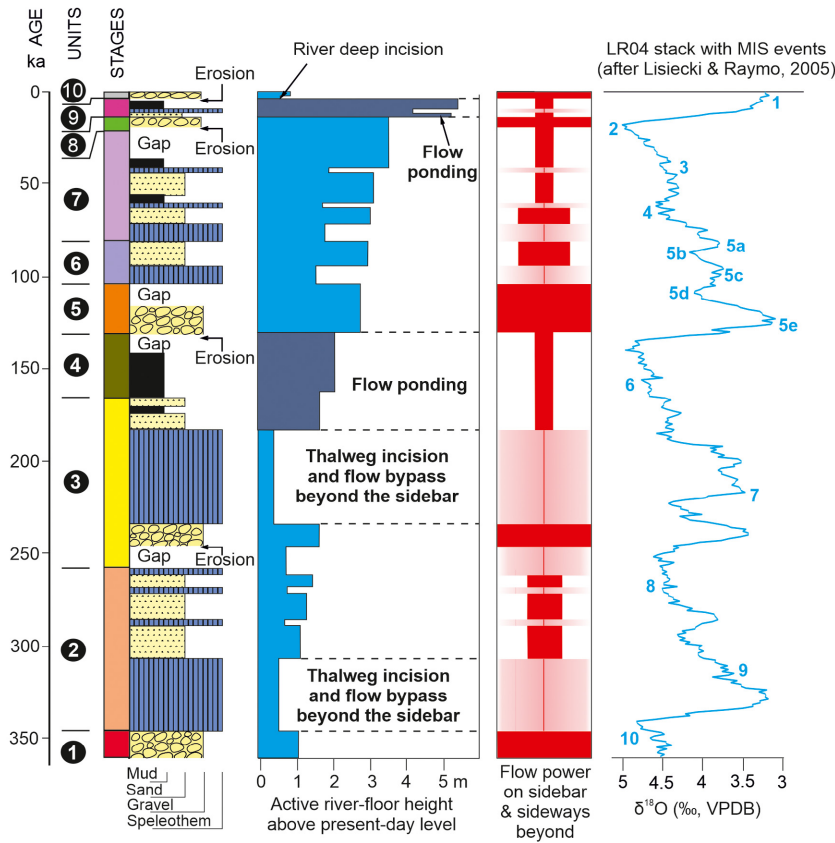 AGE
ka
UNITS
STAGES
0
50
100
150
200
250
300
350
10
9
8
7
6
5
4
3
2
1
Erosion
Gap
Erosion
Gap
Gap
Erosion
Gap
Erosion
Mud
Sand
Gravel
Speleothem
River deep incision
Flow
ponding
Flow ponding
Thalweg incision
and flow bypass
beyond the sidebar
Thalweg incision
and flow bypass
beyond the sidebar
0 1 2 3 4 5 m
Active river-floor height
above present-day level
Flow power
on sidebar
& sideways
beyond
LR04 stack with MIS events
(after Lisiecki & Raymo, 2005)
1
2
3
4
5a
5b
5c
5d
5e
6
7
8
9
10
5 4.5 4 3.5 3
δ¹⁸O (‰, VPDB)